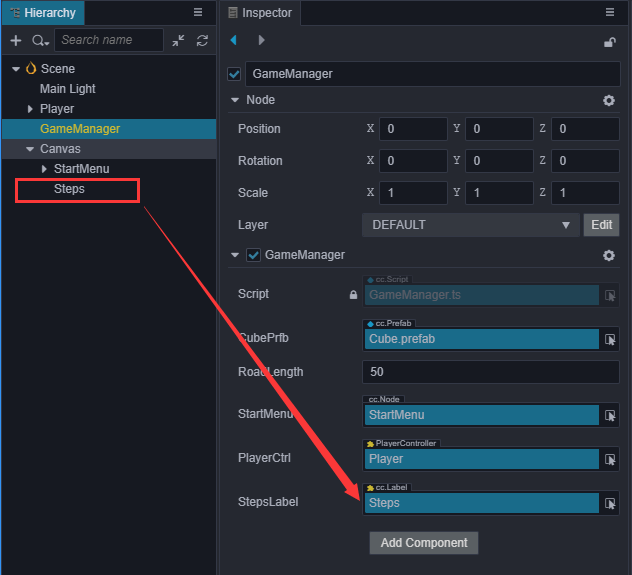 Hierarchy
Search name
Scene
Main Light
Player
GameManager
Canvas
StartMenu
Steps
Inspector
GameManager
Node
Position X 0 Y 0 Z 0
Rotation X 0 Y 0 Z 0
Scale X 1 Y 1 Z 1
Layer DEFAULT Edit
GameManager
cc.Script
Script GameManager.ts
cc.Prefab
CubePrfb Cube.prefab
RoadLength 50
cc.Node
StartMenu StartMenu
PlayerController
PlayerCtrl Player
cc.Label
StepsLabel Steps
Add Component